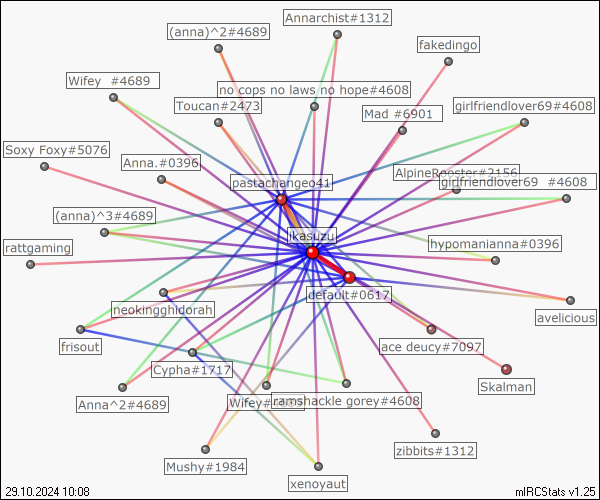 Annarchist#1312
(anna)^2#4689
fakedingo
Wifey #4689
no cops no laws no hope#4608
Toucan#2473
Mad #6901
girlfriendlover69#4608
Soxy Foxy#5076
Anna.#0396
AlpineRooster#2156
pastachangeo41
girlfriendlover69 #4608
(anna)^3#4689
ikasuzu
hypomanianna#0396
rattgaming
default#0617
neokingghidorah
avelicious
frisout
ace deucy#7097
Cypha#1717
Skalman
Anna^2#4689
Wifey#
ramshackle gorey#4608
zibbits#1312
Mushy#1984
xenoyaut
29.10.2024 10:08
mIRCStats v1.25